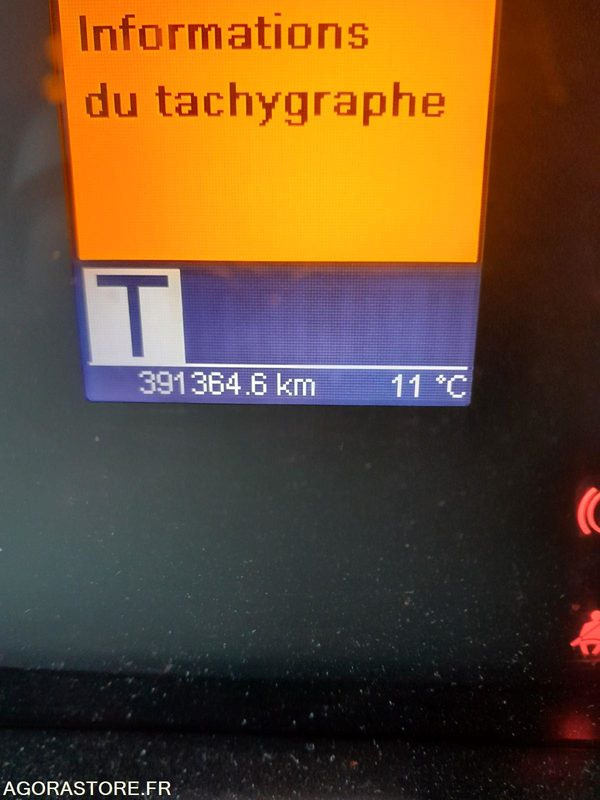 Informations
du tachygraphe
T
391364.6 km 11 °C
AGORASTORE.FR